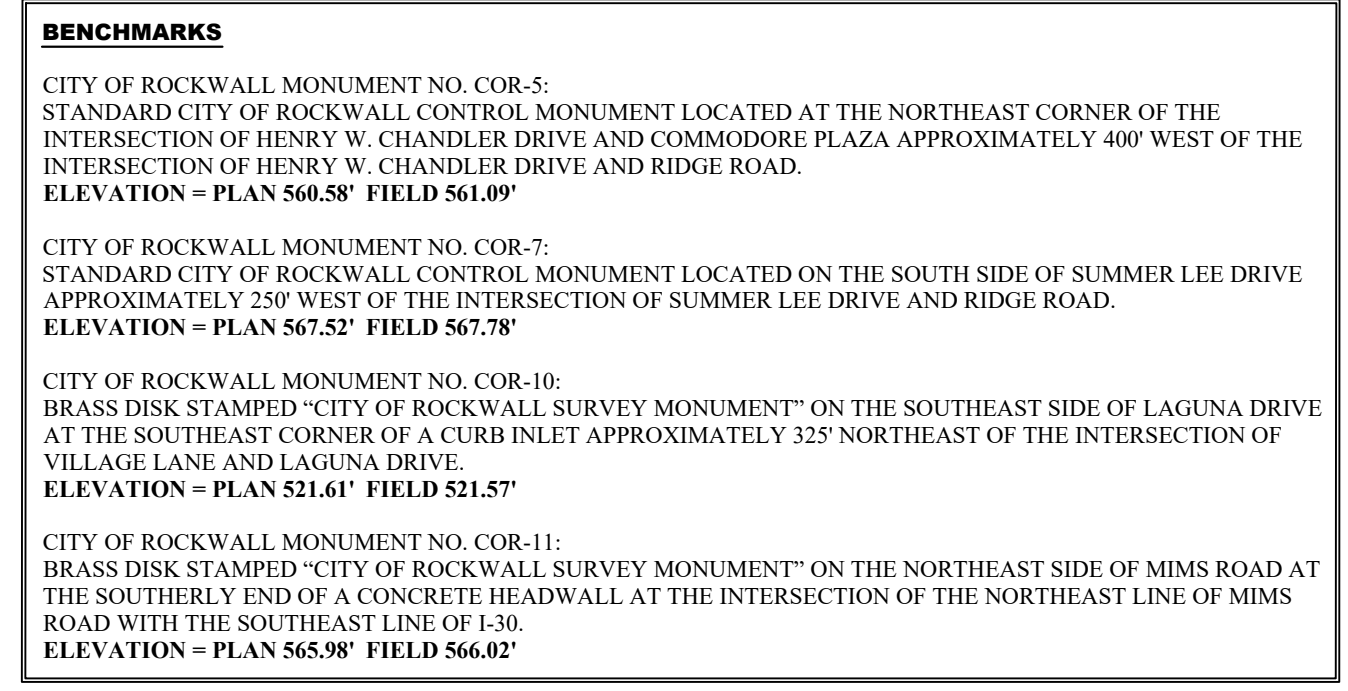 BENCHMARKS
CITY OF ROCKWALL MONUMENT NO. COR-5:
STANDARD CITY OF ROCKWALL CONTROL MONUMENT LOCATED AT THE NORTHEAST CORNER OF THE
INTERSECTION OF HENRY W. CHANDLER DRIVE AND COMMODORE PLAZA APPROXIMATELY 400' WEST OF THE
INTERSECTION OF HENRY W. CHANDLER DRIVE AND RIDGE ROAD.
ELEVATION = PLAN 560.58' FIELD 561.09'
CITY OF ROCKWALL MONUMENT NO. COR-7:
STANDARD CITY OF ROCKWALL CONTROL MONUMENT LOCATED ON THE SOUTH SIDE OF SUMMER LEE DRIVE
APPROXIMATELY 250' WEST OF THE INTERSECTION OF SUMMER LEE DRIVE AND RIDGE ROAD.
ELEVATION = PLAN 567.52' FIELD 567.78'
CITY OF ROCKWALL MONUMENT NO. COR-10:
BRASS DISK STAMPED “CITY OF ROCKWALL SURVEY MONUMENT” ON THE SOUTHEAST SIDE OF LAGUNA DRIVE
AT THE SOUTHEAST CORNER OF A CURB INLET APPROXIMATELY 325' NORTHEAST OF THE INTERSECTION OF
VILLAGE LANE AND LAGUNA DRIVE.
ELEVATION = PLAN 521.61' FIELD 521.57'
CITY OF ROCKWALL MONUMENT NO. COR-11:
BRASS DISK STAMPED “CITY OF ROCKWALL SURVEY MONUMENT” ON THE NORTHEAST SIDE OF MIMS ROAD AT
THE SOUTHERLY END OF A CONCRETE HEADWALL AT THE INTERSECTION OF THE NORTHEAST LINE OF MIMS
ROAD WITH THE SOUTHEAST LINE OF I-30.
ELEVATION = PLAN 565.98' FIELD 566.02'